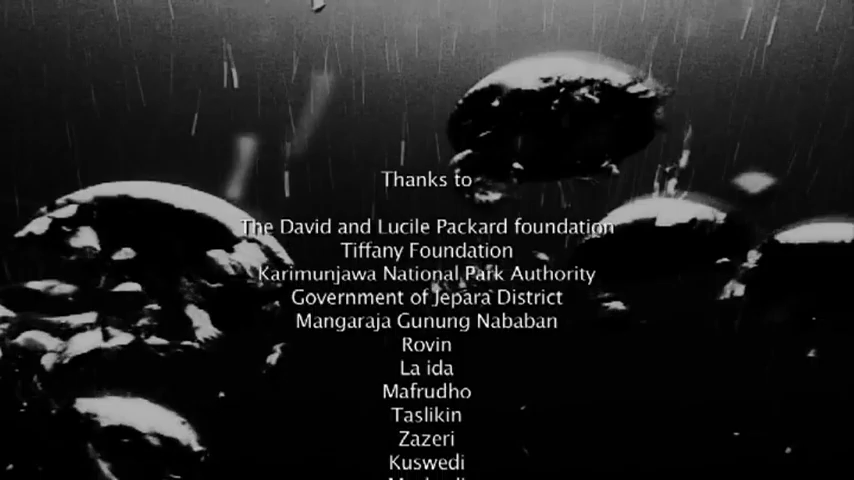 Thanks to
The David and Lucile Packard foundation
Tiffany Foundation
Karimunjawa National Park Authority
Government of Jepara District
Mangaraja Gunung Nababan
Rovin
La ida
Mafrudho
Taslikin
Zazeri
Kuswedi